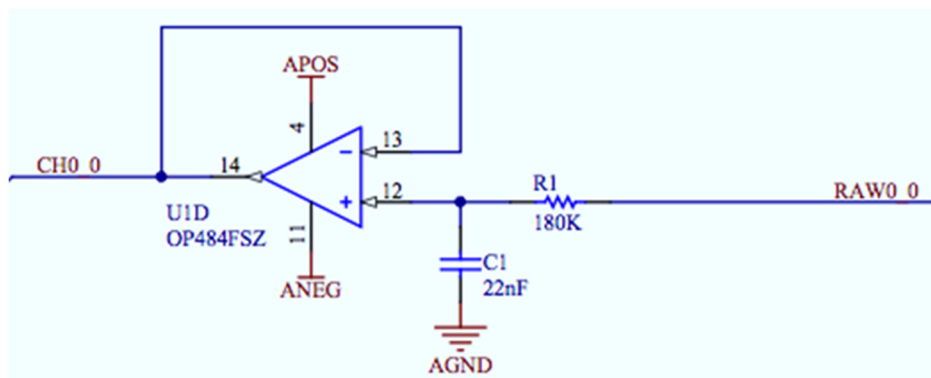 APOS
4
13
CH0_0
14
-
+
12
R1
180K
RAW0_0
U1D
OP484FSZ
11
ANEG
C1
22nF
AGND